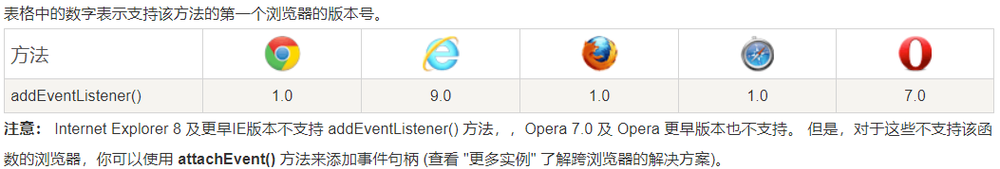 表格中的数字表示支持该方法的第一个浏览器的版本号。
方法
addEventListener() 1.0 9.0 1.0 1.0 7.0
注意： Internet Explorer 8 及更早IE版本不支持 addEventListener() 方法，，Opera 7.0 及 Opera 更早版本也不支持。 但是，对于这些不支持该函
数的浏览器，你可以使用 attachEvent() 方法来添加事件句柄 (查看 "更多实例" 了解跨浏览器的解决方案)。